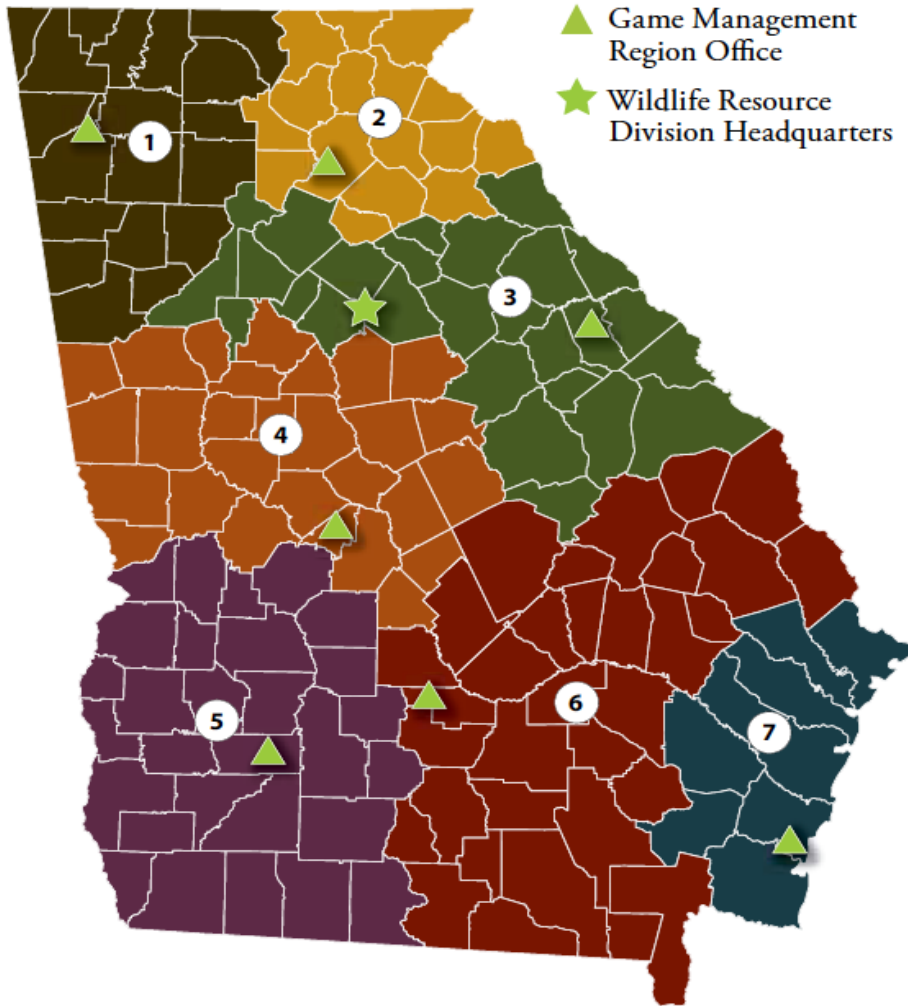 Game Management
Region Office
Wildlife Resource
Division Headquarters
1
2
3
4
5
6
7